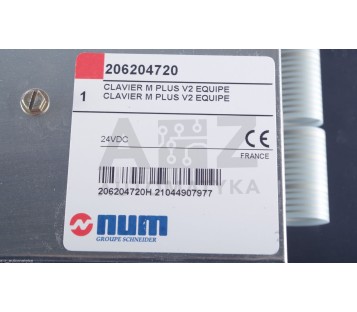 206204720
1
CLAVIER M PLUS V2 EQUIPE
CLAVIER M PLUS V2 EQUIPE
24VDC
CE
FRANCE
206204720H 21044907977
num
GROUPE SCHNEIDER